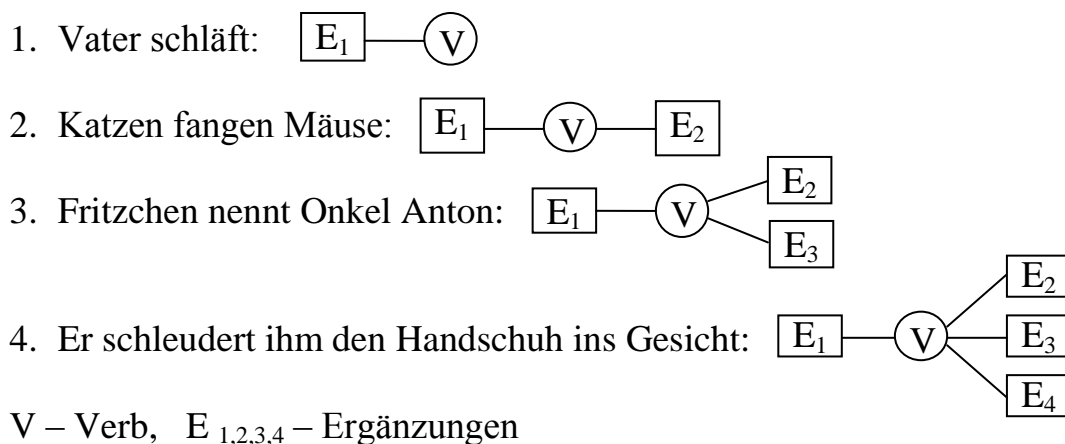 1. Vater schläft: E₁ V
2. Katzen fangen Mäuse: E₁ V E₂
3. Fritzchen nennt Onkel Anton: E₁ V E₂ E₃
4. Er schleudert ihm den Handschuh ins Gesicht: E₁ V E₂ E₃ E₄
V – Verb, E ₁,₂,₃,₄ – Ergänzungen